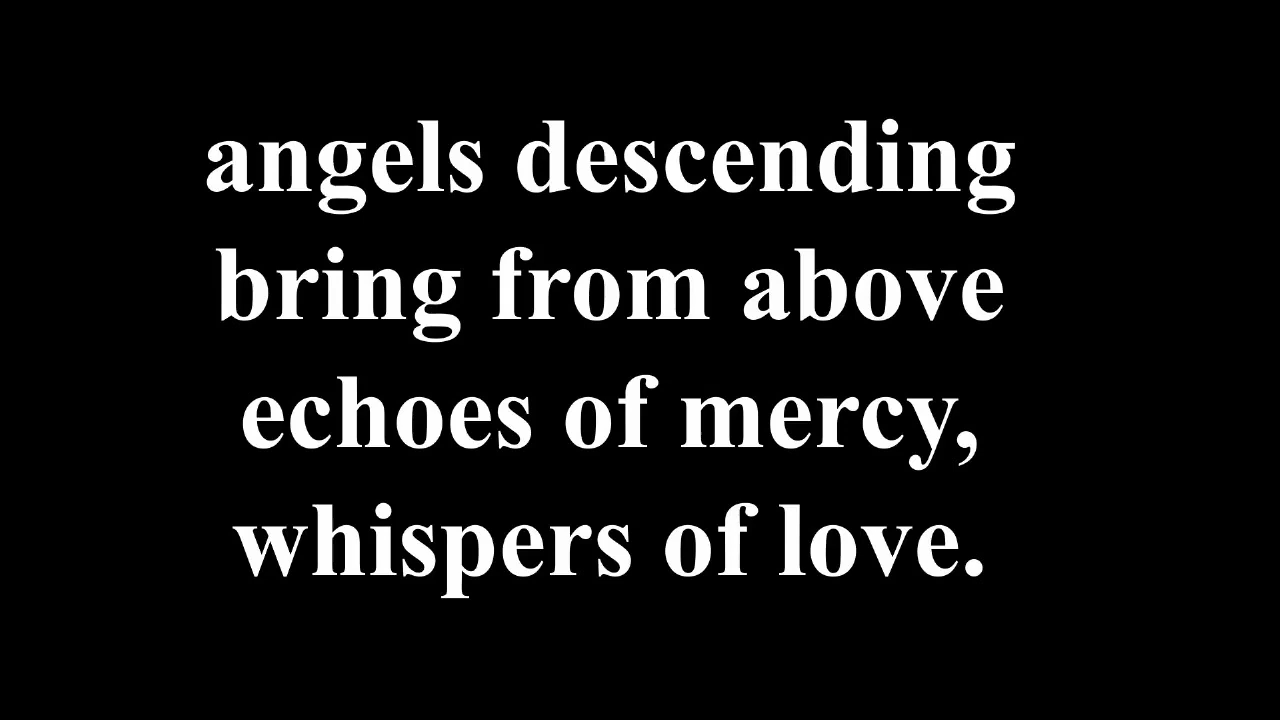 angels descending
bring from above
echoes of mercy,
whispers of love.